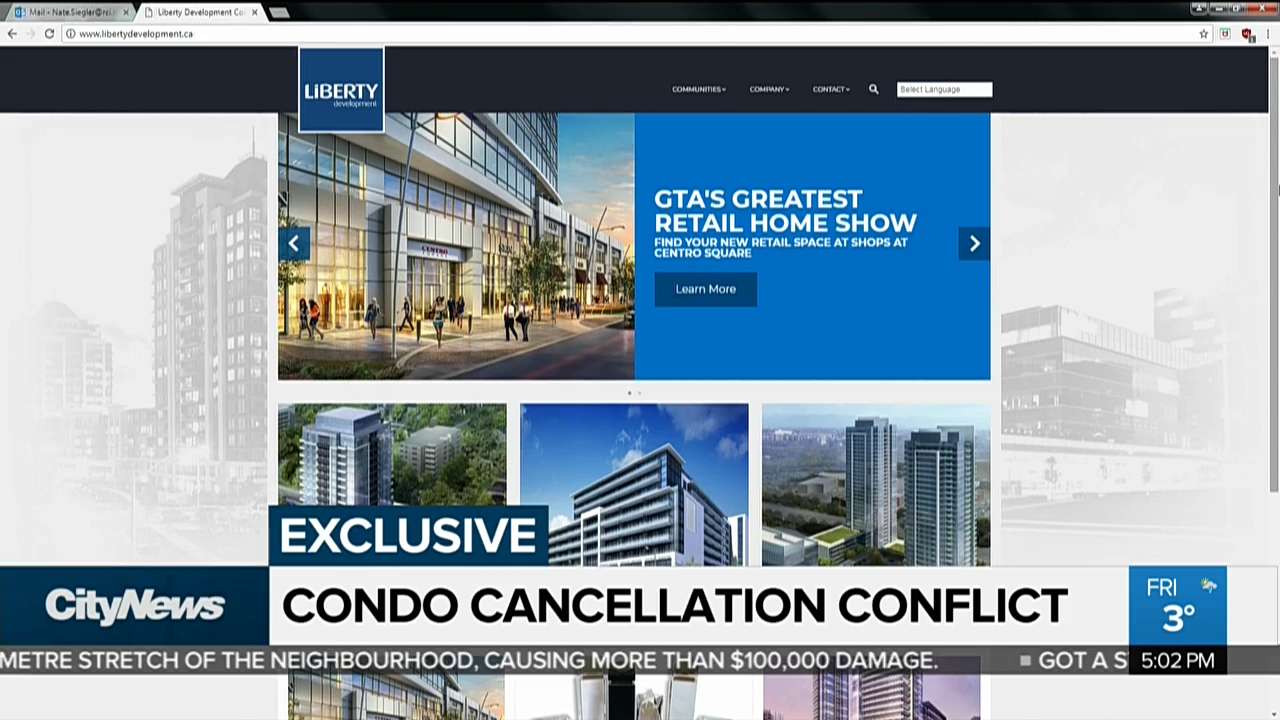 Mail - Nate.Siegler@rci.
Liberty Development Co
www.libertydevelopment.ca
LiBERTY
development
COMMUNITIES
COMPANY
CONTACT
Select Language
GTA'S GREATEST
RETAIL HOME SHOW
FIND YOUR NEW RETAIL SPACE AT SHOPS AT
CENTRO SQUARE
Learn More
CENTRO
EXCLUSIVE
CityNews
CONDO CANCELLATION CONFLICT
FRI
3°
METRE STRETCH OF THE NEIGHBOURHOOD, CAUSING MORE THAN $100,000 DAMAGE.
GOT A S
5:02 PM